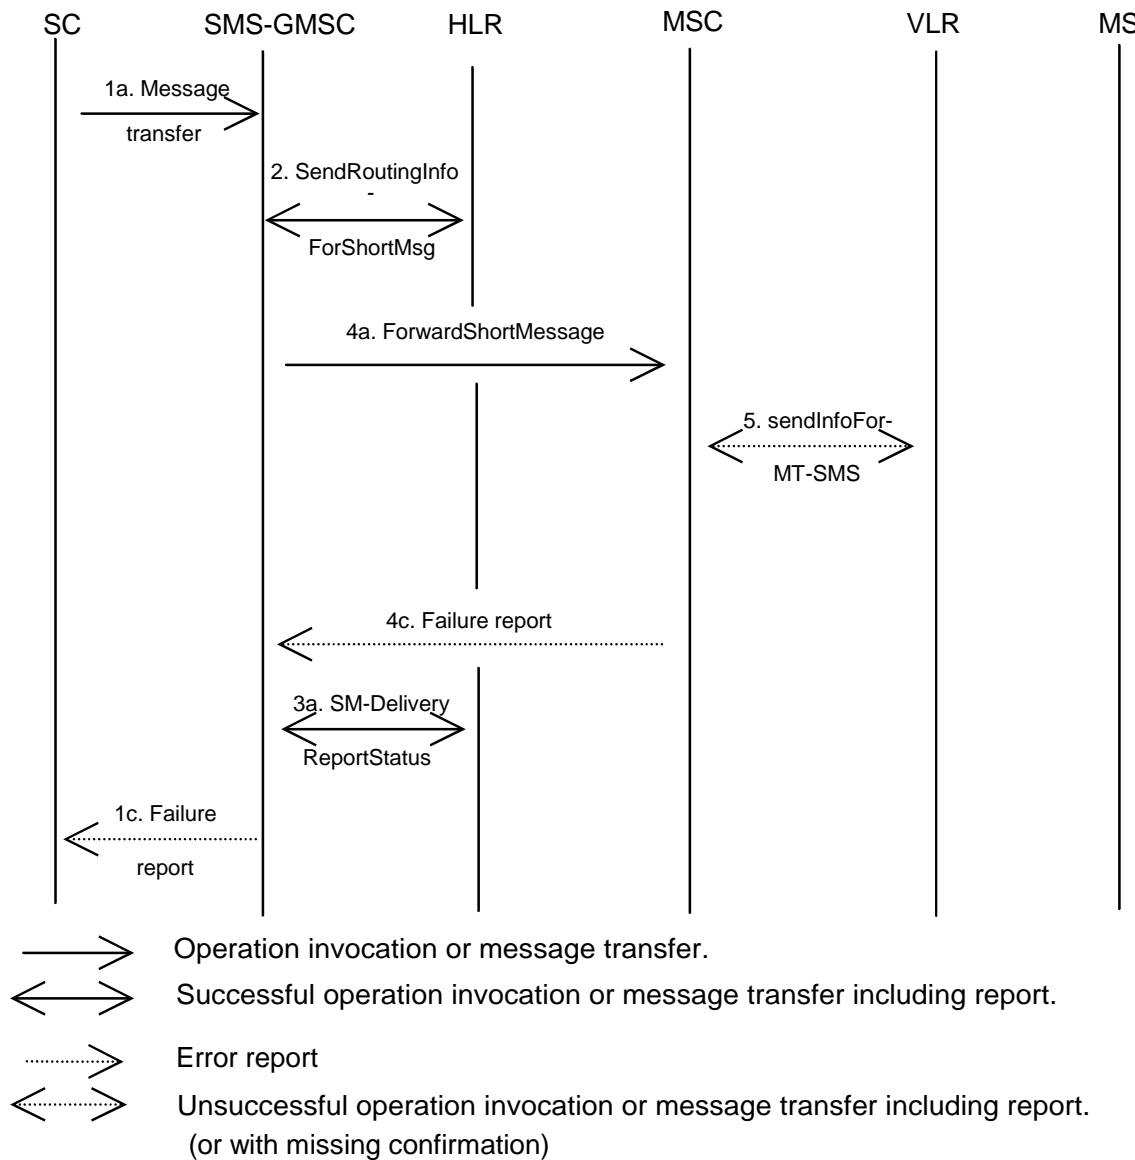 SC SMS-GMSC HLR MSC VLR MS
1a. Message
transfer
2. SendRoutingInfo
-
ForShortMsg
4a. ForwardShortMessage
5. sendInfoFor-
MT-SMS
4c. Failure report
3a. SM-Delivery
ReportStatus
1c. Failure
report
Operation invocation or message transfer.
Successful operation invocation or message transfer including report.
Error report
Unsuccessful operation invocation or message transfer including report.
(or with missing confirmation)